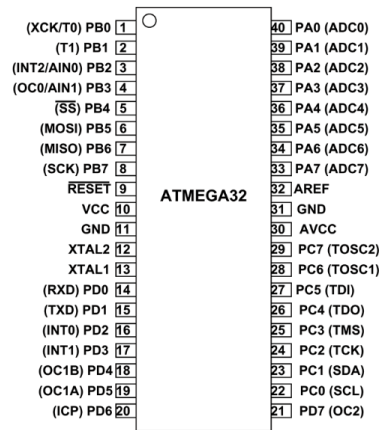 (XCK/T0) PB0 1 40 PA0 (ADC0)
(T1) PB1 2 39 PA1 (ADC1)
(INT2/AIN0) PB2 3 38 PA2 (ADC2)
(OC0/AIN1) PB3 4 37 PA3 (ADC3)
(SS) PB4 5 36 PA4 (ADC4)
(MOSI) PB5 6 35 PA5 (ADC5)
(MISO) PB6 7 34 PA6 (ADC6)
(SCK) PB7 8 33 PA7 (ADC7)
RESET 9 32 AREF
ATMEGA32
VCC 10 31 GND
GND 11 30 AVCC
XTAL2 12 29 PC7 (TOSC2)
XTAL1 13 28 PC6 (TOSC1)
(RXD) PD0 14 27 PC5 (TDI)
(TXD) PD1 15 26 PC4 (TDO)
(INT0) PD2 16 25 PC3 (TMS)
(INT1) PD3 17 24 PC2 (TCK)
(OC1B) PD4 18 23 PC1 (SDA)
(OC1A) PD5 19 22 PC0 (SCL)
(ICP) PD6 20 21 PD7 (OC2)